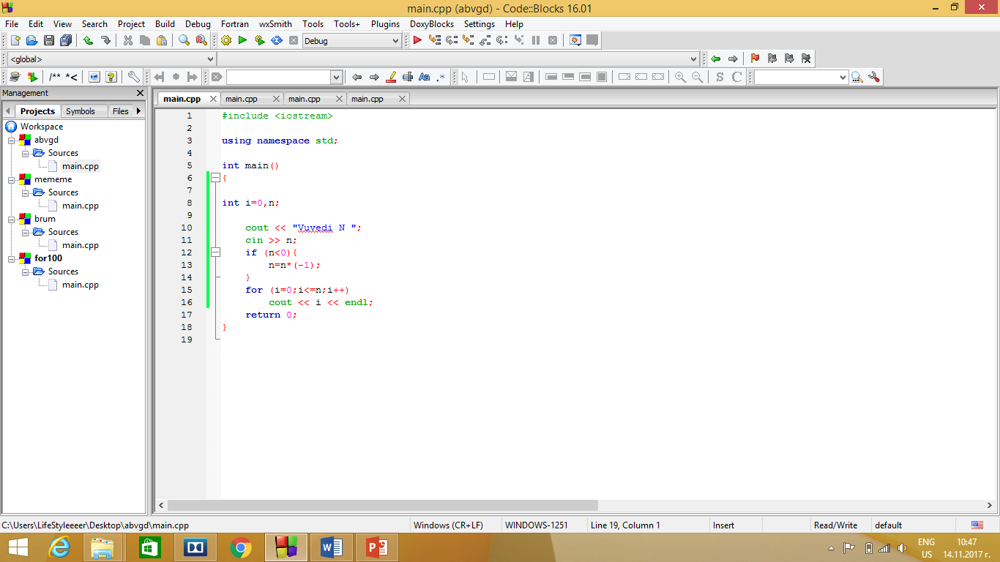 main.cpp (abvgd) - Code::Blocks 16.01
File Edit View Search Project Build Debug Fortran wxSmith Tools Tools+ Plugins DoxyBlocks Settings Help
Debug
<global>
/** *<
Aa .*
S C
Management
Projects Symbols Files
main.cpp main.cpp main.cpp main.cpp
Workspace
abvgd
Sources
main.cpp
mememe
Sources
main.cpp
brum
Sources
main.cpp
for100
Sources
main.cpp
1 #include <iostream>
2
3 using namespace std;
4
5 int main()
6 {
7
8 int i=0,n;
9
10 cout << "Vuvedi N ";
11 cin >> n;
12 if (n<0){
13 n=n*(-1);
14 }
15 for (i=0;i<=n;i++)
16 cout << i << endl;
17 return 0;
18 }
19
C:\Users\LifeStyleeeer\Desktop\abvgd\main.cpp Windows (CR+LF) WINDOWS-1251 Line 19, Column 1 Insert Read/Write default
ENG 10:47
US 14.11.2017 г.